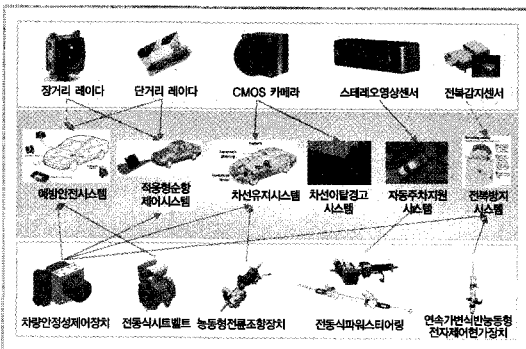 장거리 레이다
단거리 레이다
CMOS 카메라
스테레오영상센서
전복감지센서
예방안전시스템
적응형순항
제어시스템
차선유지시스템
차선이탈경고
시스템
자동주차지원
시스템
전복방지
시스템
차량안정성제어장치
전동식시트벨트
능동형전륜조향장치
전동식파워스티어링
연속가변식반능동형
전자제어현가장치